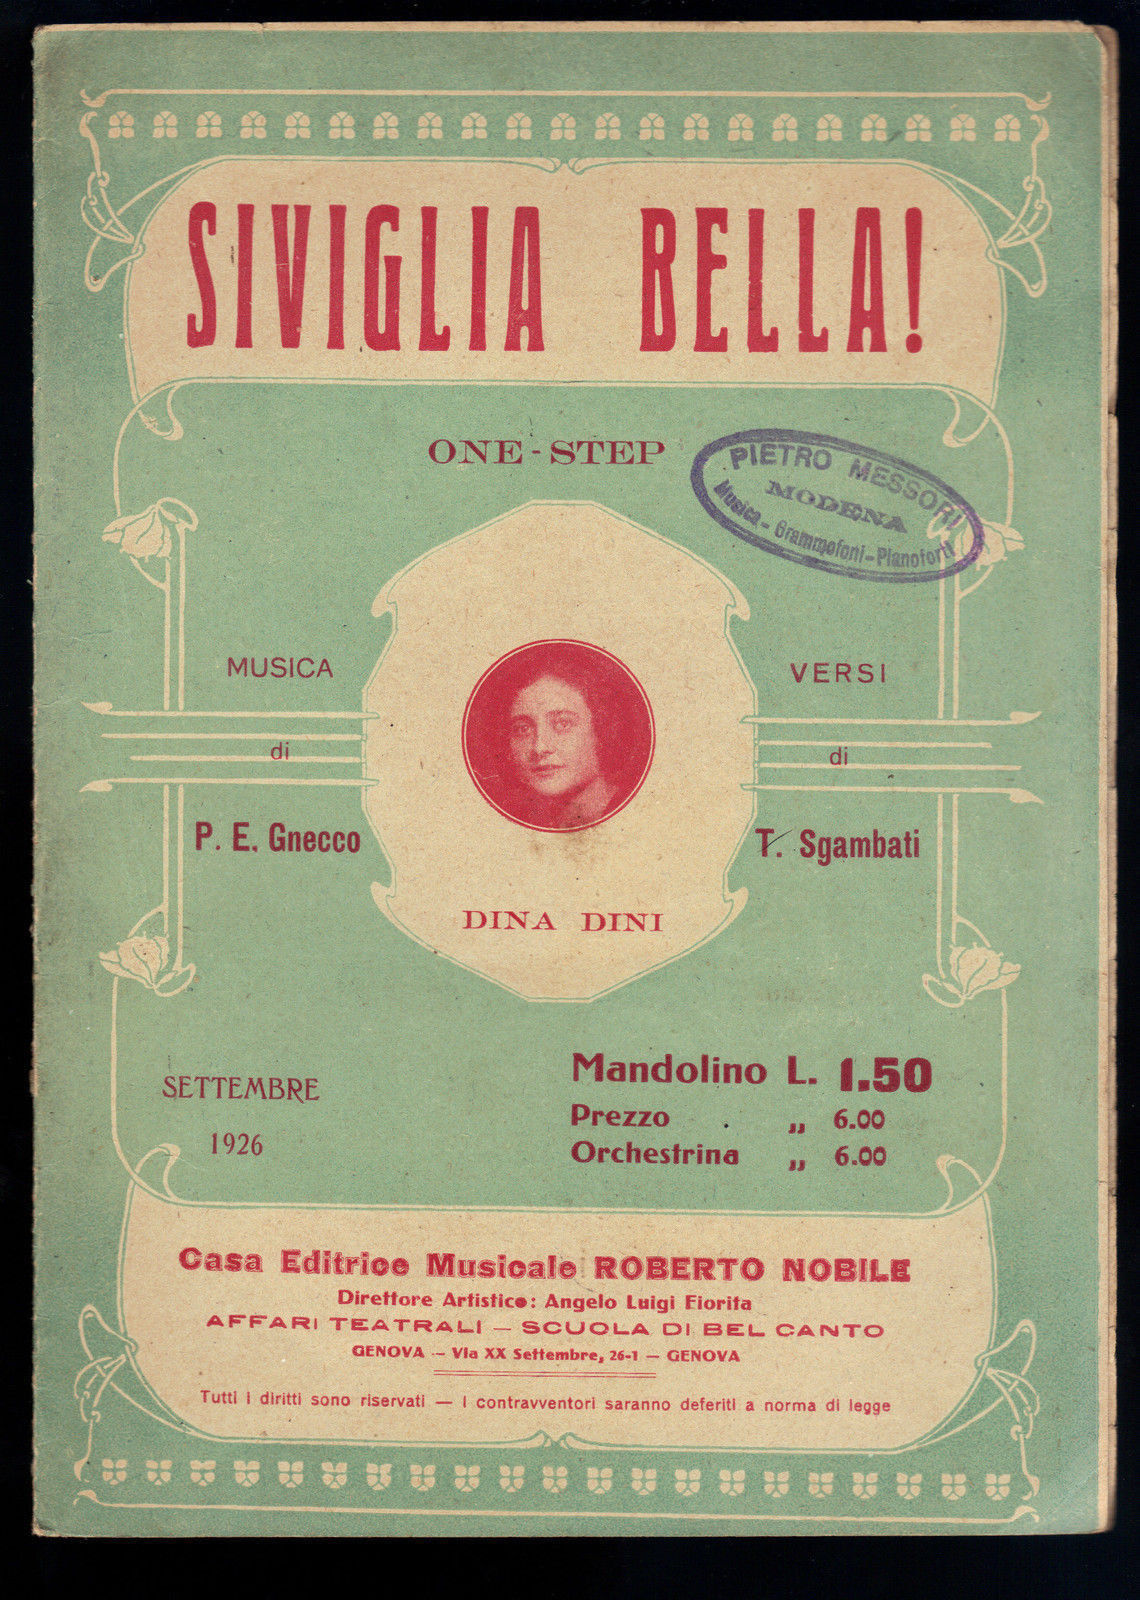 SIVIGLIA BELLA!
ONE-STEP
PIETRO MESSORI
MODENA
Musica - Grammofoni - Pianoforti
MUSICA
di
P. E. Gnecco
VERSI
di
T. Sgambati
DINA DINI
SETTEMBRE
1926
Mandolino L. 1.50
Prezzo . „ 6.00
Orchestrina „ 6.00
Casa Editrice Musicale ROBERTO NOBILE
Direttore Artistico: Angelo Luigi Fiorita
AFFARI TEATRALI — SCUOLA DI BEL CANTO
GENOVA — Via XX Settembre, 26-1 — GENOVA
Tutti i diritti sono riservati — I contravventori saranno deferiti a norma di legge